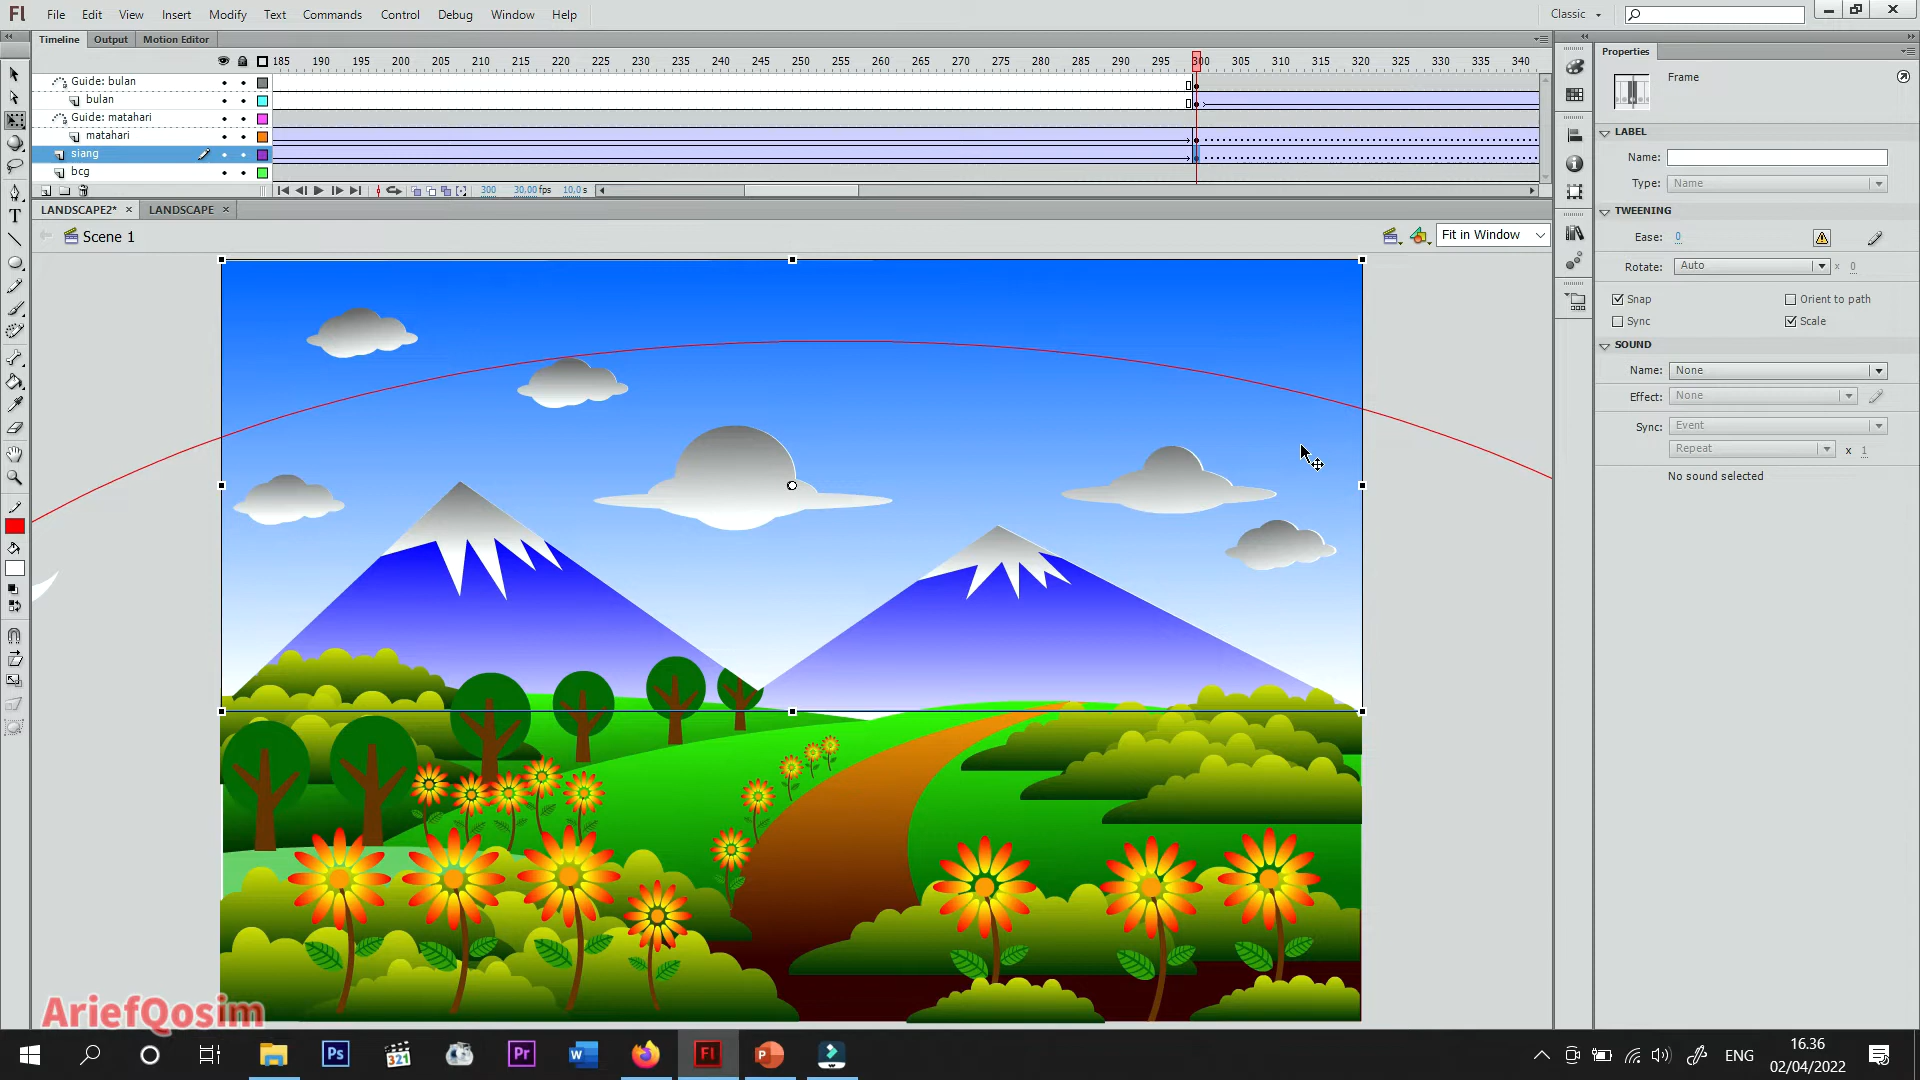 Fl File Edit View Insert Modify Text Commands Control Debug Window Help Classic
Timeline Output Motion Editor
185 190 195 200 205 210 215 220 225 230 235 240 245 250 255 260 265 270 275 280 285 290 295 300 305 310 315 320 325 330 335 340
Guide: bulan
bulan
Guide: matahari
matahari
siang
bcg
300 30,00 fps 10,0 s
LANDSCAPE2* × LANDSCAPE ×
Scene 1
Fit in Window
Properties
Frame
LABEL
Name:
Type: Name
TWEENING
Ease: 0
Rotate: Auto x 0
Snap Orient to path
Sync Scale
SOUND
Name: None
Effect: None
Sync: Event
Repeat x 1
No sound selected
AriefQosim
Ps 321 Pr W Fl P
ENG
16.36
02/04/2022